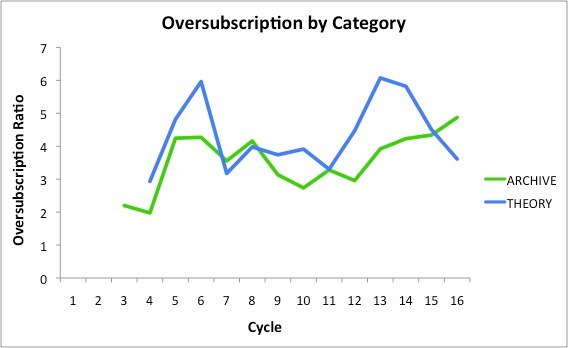 Oversubscription by Category
Oversubscription Ratio
7
6
5
4
3
2
1
0
1 2 3 4 5 6 7 8 9 10 11 12 13 14 15 16
Cycle
ARCHIVE
THEORY